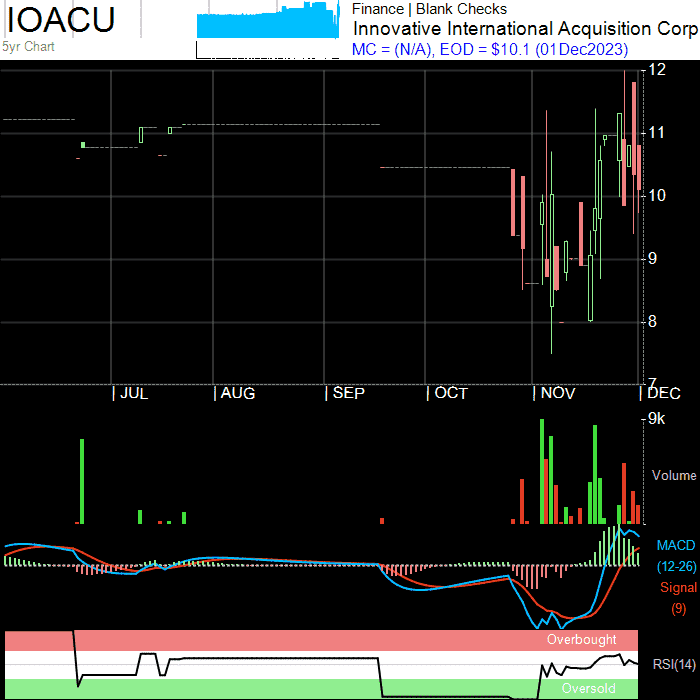 IOACU
5yr Chart
Finance | Blank Checks
Innovative International Acquisition Corp
MC = (N/A), EOD = $10.1 (01Dec2023)
12
11
10
9
8
7
JUL
AUG
SEP
OCT
NOV
DEC
9k
Volume
MACD
(12-26)
Signal
(9)
Overbought
RSI(14)
Oversold